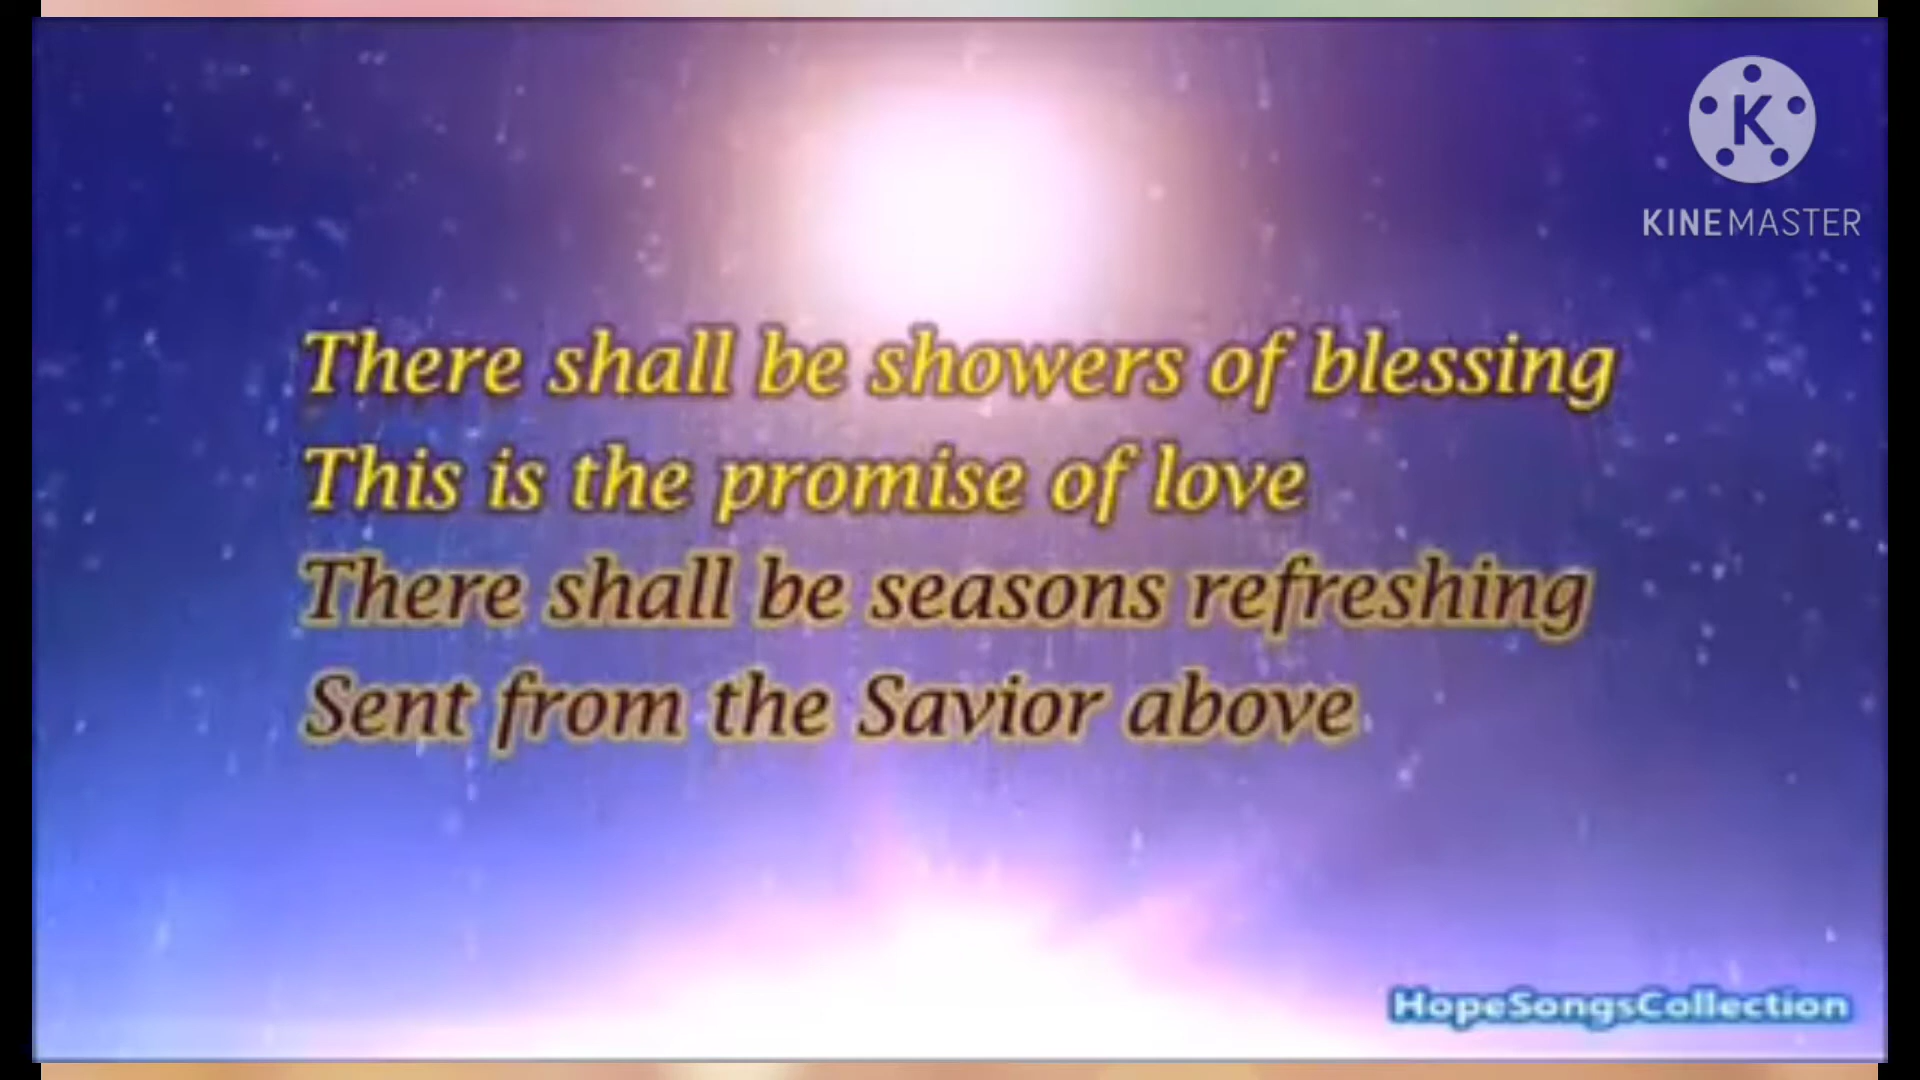 K
KINEMASTER
There shall be showers of blessing
This is the promise of love
There shall be seasons refreshing
Sent from the Savior above
HopeSongsCollection